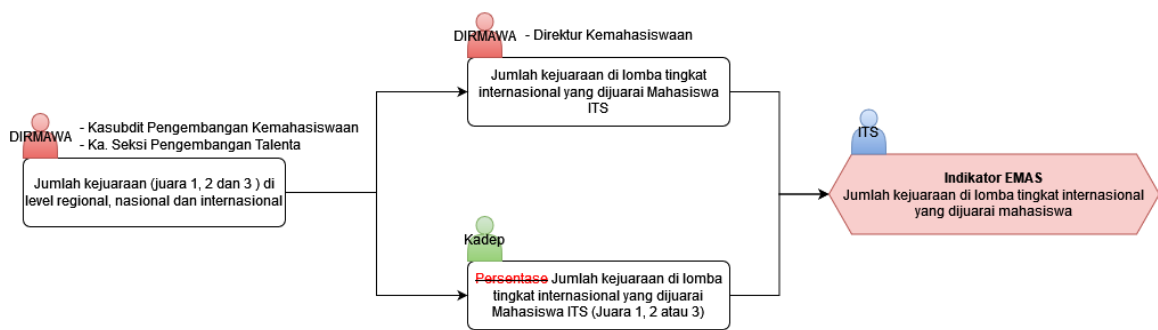 DIRMAWA
- Kasubdit Pengembangan Kemahasiswaan
- Ka. Seksi Pengembangan Talenta
Jumlah kejuaraan (juara 1, 2 dan 3 ) di
level regional, nasional dan internasional
DIRMAWA - Direktur Kemahasiswaan
Jumlah kejuaraan di lomba tingkat
internasional yang dijuarai Mahasiswa
ITS
Kadep
Persentase Jumlah kejuaraan di lomba
tingkat internasional yang dijuarai
Mahasiswa ITS (Juara 1, 2 atau 3)
ITS
Indikator EMAS
Jumlah kejuaraan di lomba tingkat internasional
yang dijuarai mahasiswa